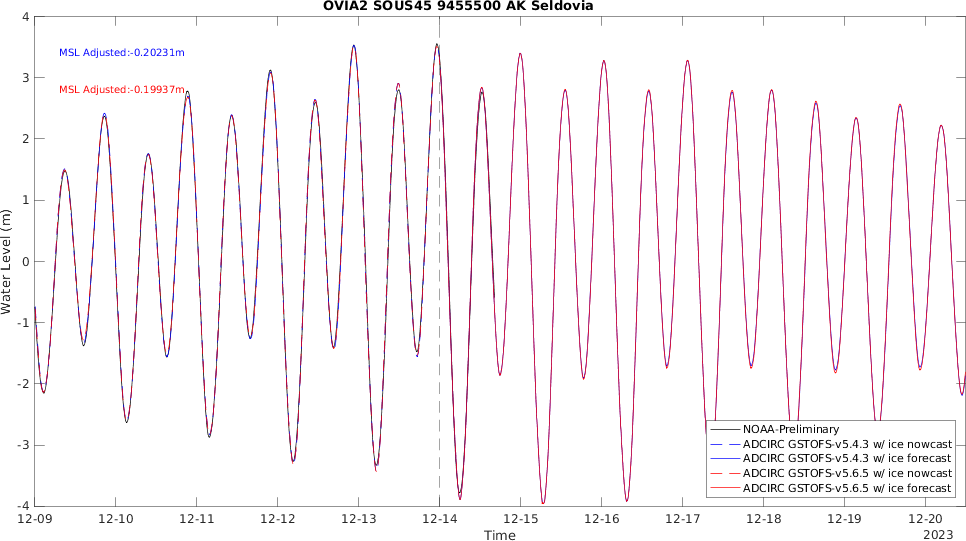 OVIA2 SOUS45 9455500 AK Seldovia
MSL Adjusted:-0.20231m
MSL Adjusted:-0.19937m
Water Level (m)
4
3
2
1
0
-1
-2
-3
-4
NOAA-Preliminary
ADCIRC GSTOFS-v5.4.3 w/ ice nowcast
ADCIRC GSTOFS-v5.4.3 w/ ice forecast
ADCIRC GSTOFS-v5.6.5 w/ ice nowcast
ADCIRC GSTOFS-v5.6.5 w/ ice forecast
12-09 12-10 12-11 12-12 12-13 12-14 12-15 12-16 12-17 12-18 12-19 12-20
2023
Time